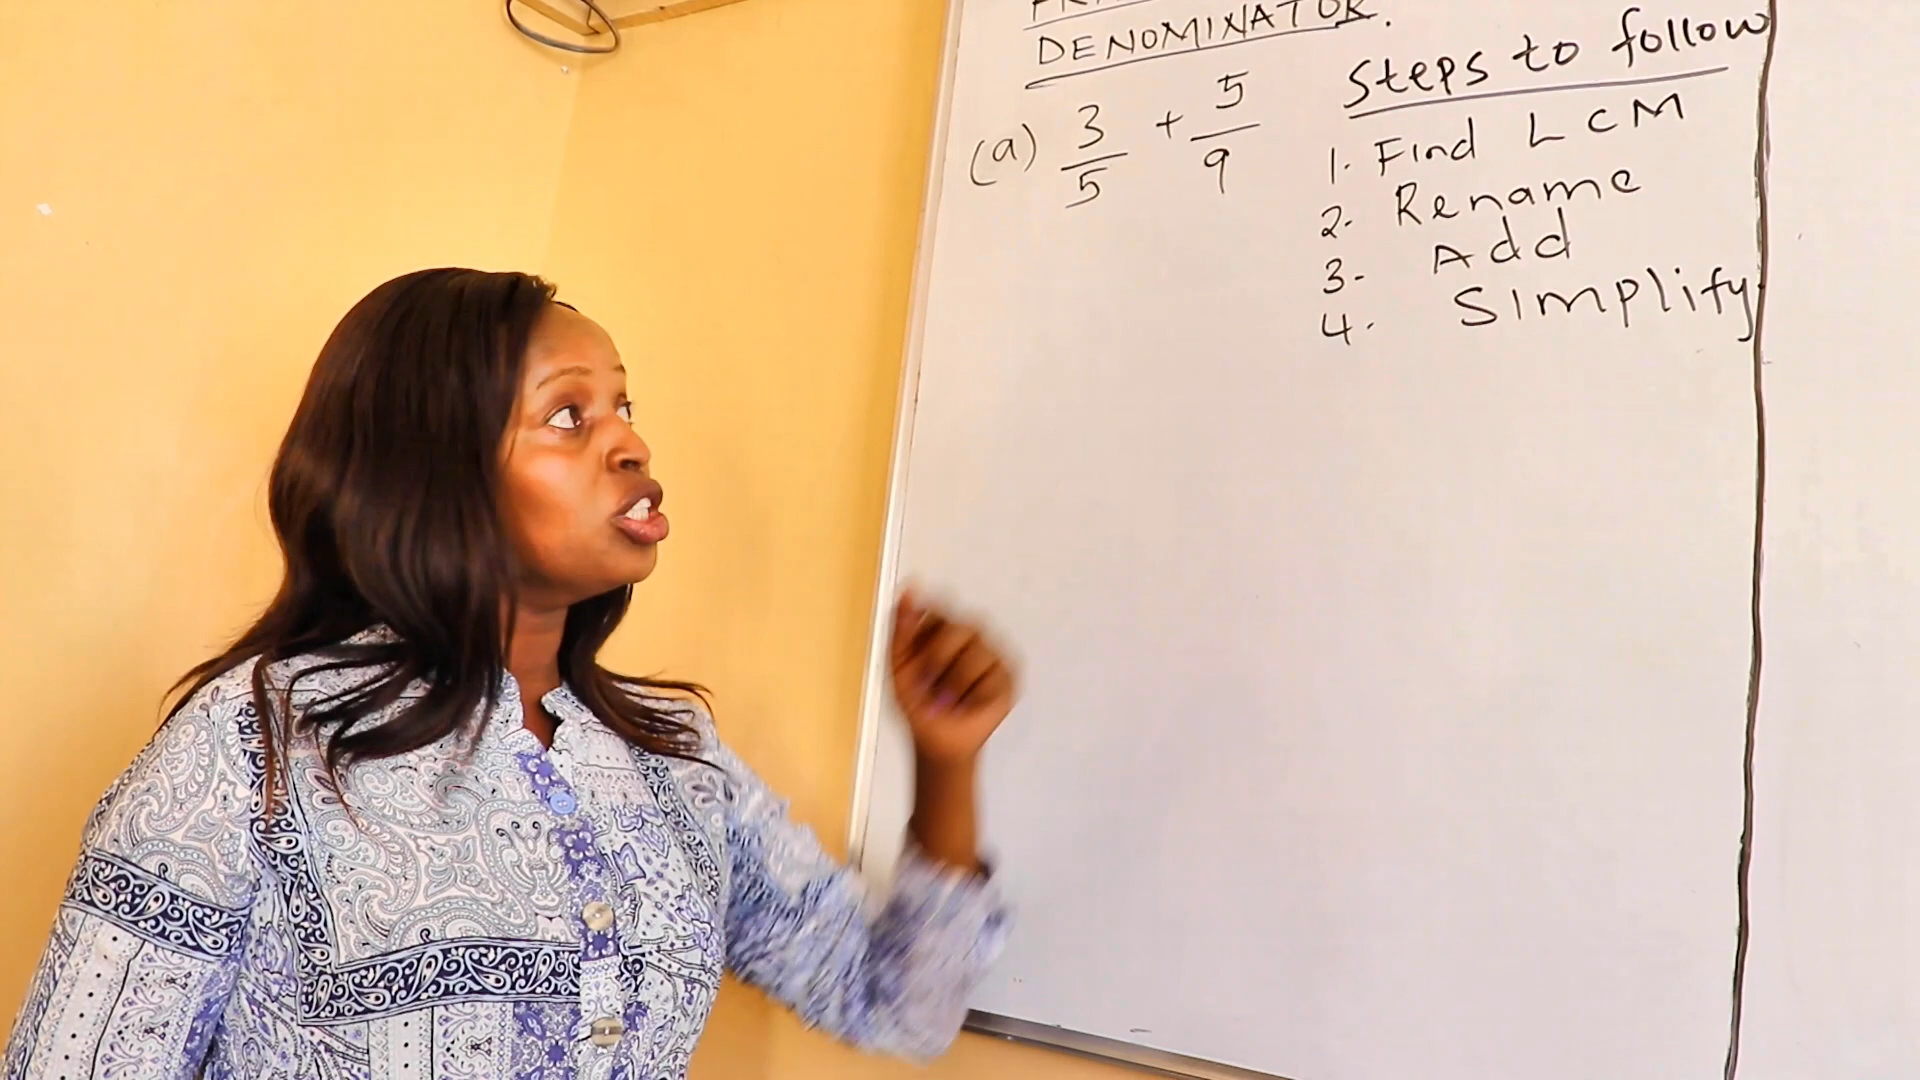 DENOMINATOR.
(a) 3/5 + 5/9
Steps to follow
1. Find LCM
2. Rename
3. Add
4. Simplify